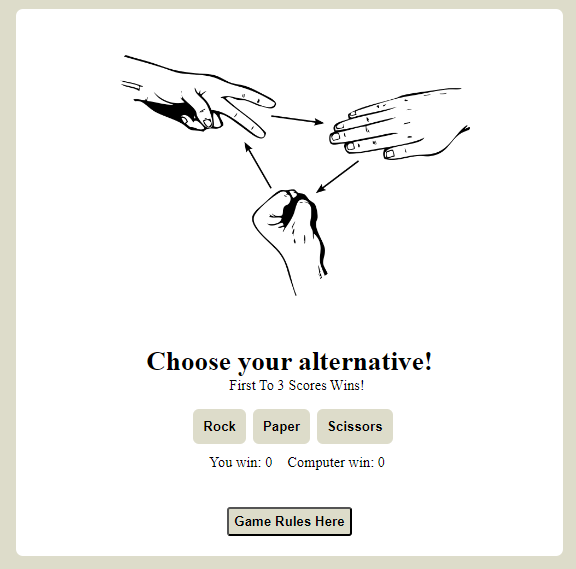 Choose your alternative!
First To 3 Scores Wins!
Rock Paper Scissors
You win: 0 Computer win: 0
Game Rules Here